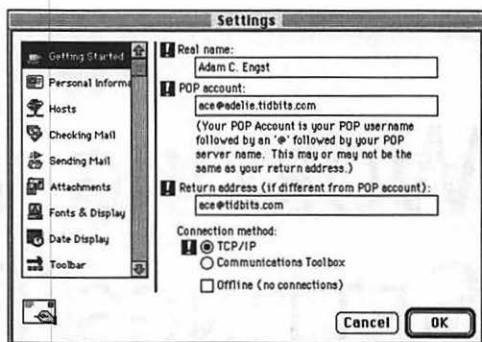 Settings
Getting Started
Personal Informa
Hosts
Checking Mail
Sending Mail
Attachments
Fonts & Display
Date Display
Toolbar
Real name:
Adam C. Engst
POP account:
ace@adelie.tidbits.com
(Your POP Account is your POP username
followed by an '@' followed by your POP
server name. This may or may not be the
same as your return address.)
Return address (if different from POP account):
ace@tidbits.com
Connection method:
TCP/IP
Communications Toolbox
Offline (no connections)
Cancel
OK